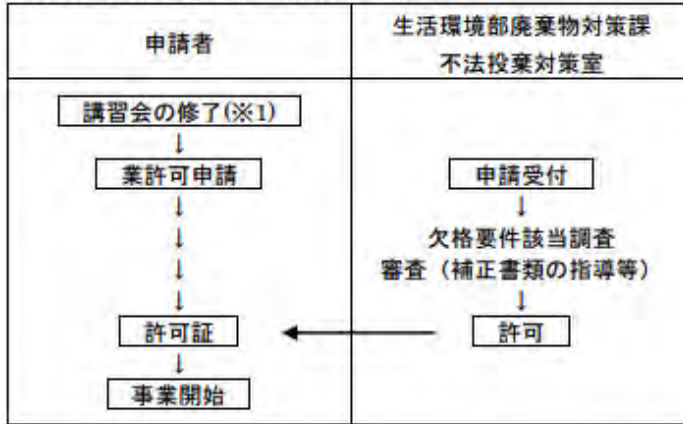 申請者
生活環境部廃棄物対策課
不法投棄対策室
講習会の修了(※1)
↓
業許可申請
↓
↓
↓
↓
許可証
↓
事業開始
申請受付
↓
欠格要件該当調査
審査（補正書類の指導等）
↓
許可